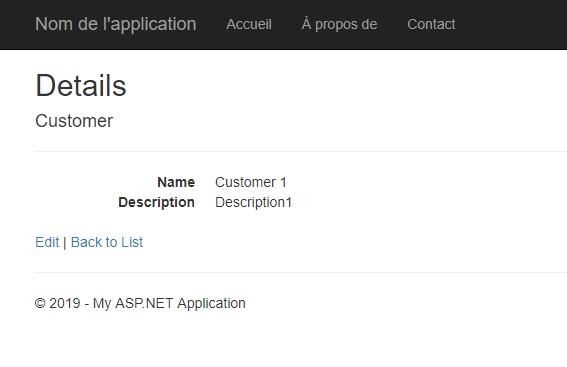 Nom de l'application Accueil À propos de Contact
Details
Customer
Name Customer 1
Description Description1
Edit | Back to List
© 2019 - My ASP.NET Application